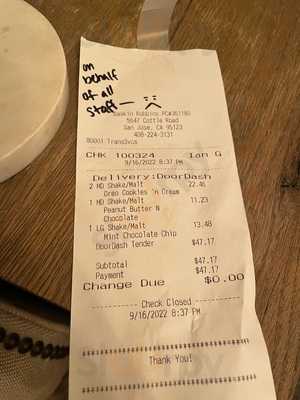 on
behalf
of all
staff —
Baskin Robbins PC#361180
5647 Cottle Road
San Jose, CA 95123
408-224-3131
80001 Transavus
CHK 100324 Ian G
9/16/2022 8:37 PM
Delivery:DoorDash
2 MD Shake/Malt 22.46
Oreo Cookies 'n Cream
1 MD Shake/Malt 11.23
Peanut Butter N
Chocolate
1 LG Shake/Malt 13.48
Mint Chocolate Chip
DoorDash Tender $47.17
Subtotal $47.17
Payment $47.17
Change Due $0.00
Check Closed
9/16/2022 8:37 PM
Thank You!